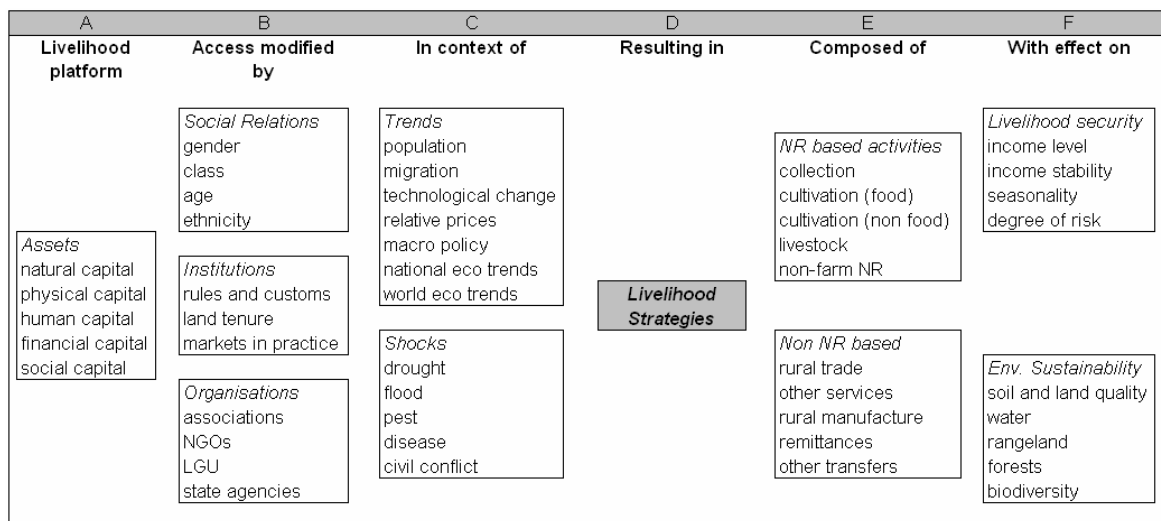 A
B
C
D
E
F
Livelihood
platform
Access modified
by
In context of
Resulting in
Composed of
With effect on
Assets
natural capital
physical capital
human capital
financial capital
social capital
Social Relations
gender
class
age
ethnicity
Institutions
rules and customs
land tenure
markets in practice
Organisations
associations
NGOs
LGU
state agencies
Trends
population
migration
technological change
relative prices
macro policy
national eco trends
world eco trends
Shocks
drought
flood
pest
disease
civil conflict
Livelihood
Strategies
NR based activities
collection
cultivation (food)
cultivation (non food)
livestock
non-farm NR
Non NR based
rural trade
other services
rural manufacture
remittances
other transfers
Livelihood security
income level
income stability
seasonality
degree of risk
Env. Sustainability
soil and land quality
water
rangeland
forests
biodiversity